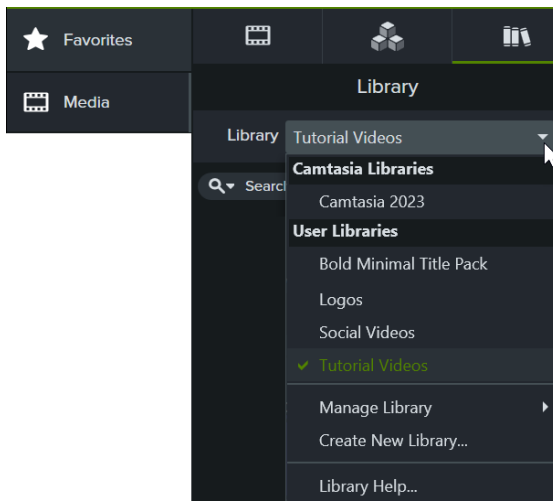 Favorites
Media
Library
Library Tutorial Videos
Search
Camtasia Libraries
Camtasia 2023
User Libraries
Bold Minimal Title Pack
Logos
Social Videos
Tutorial Videos
Manage Library
Create New Library...
Library Help...